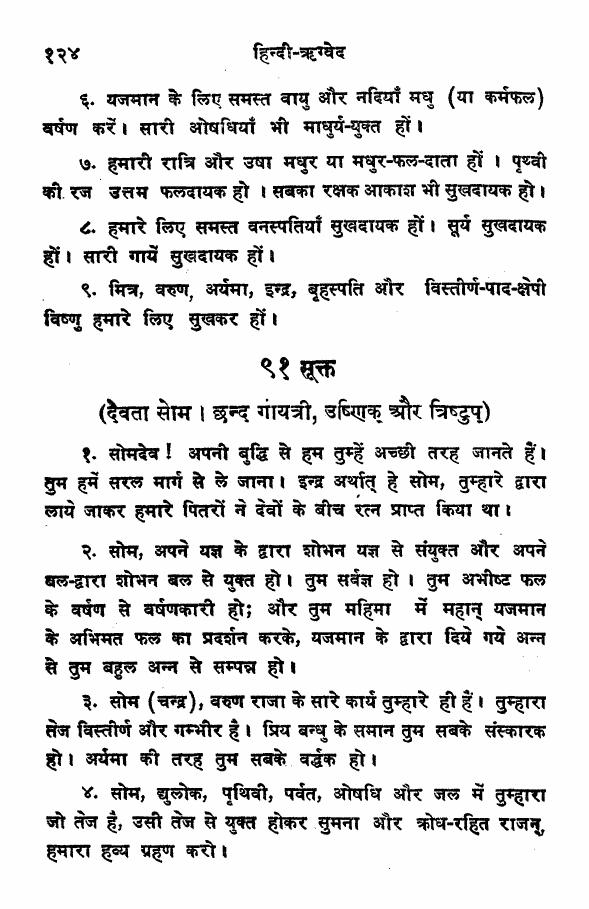 १२४ हिन्दी-ऋग्वेद
६. यजमान के लिए समस्त वायु और नदियाँ मधु (या कर्मफल)
वर्षण करें। सारी ओषधियाँ भी माधुर्य-युक्त हों।
७. हमारी रात्रि और उषा मधुर या मधुर-फल-दाता हों । पृथ्वी
की रज उत्तम फलदायक हो । सबका रक्षक आकाश भी सुखदायक हो।
८. हमारे लिए समस्त वनस्पतियाँ सुखदायक हों। सूर्य सुखदायक
हों। सारी गायें सुखदायक हों।
९. मित्र, वरुण, अर्यमा, इन्द्र, बृहस्पति और विस्तीर्ण-पाद-क्षेपी
विष्णु हमारे लिए सुखकर हों।
९१ सूक्त
(देवता सोम। छन्द गायत्री, उष्णिक् और त्रिष्टुप्)
१. सोमदेव ! अपनी बुद्धि से हम तुम्हें अच्छी तरह जानते हैं।
तुम हमें सरल मार्ग से ले जाना। इन्द्र अर्थात् हे सोम, तुम्हारे द्वारा
लाये जाकर हमारे पितरों ने देवों के बीच रत्न प्राप्त किया था।
२. सोम, अपने यज्ञ के द्वारा शोभन यज्ञ से संयुक्त और अपने
बल-द्वारा शोभन बल से युक्त हो। तुम सर्वज्ञ हो । तुम अभीष्ट फल
के वर्षण से वर्षणकारी हो; और तुम महिमा में महान् यजमान
के अभिमत फल का प्रदर्शन करके, यजमान के द्वारा दिये गये अन्न
से तुम बहुल अन्न से सम्पन्न हो।
३. सोम (चन्द्र), वरुण राजा के सारे कार्य तुम्हारे ही हैं। तुम्हारा
तेज विस्तीर्ण और गम्भीर है। प्रिय बन्धु के समान तुम सबके संस्कारक
हो। अर्यमा की तरह तुम सबके वर्द्धक हो।
४. सोम, द्युलोक, पृथिवी, पर्वत, ओषधि और जल में तुम्हारा
जो तेज है, उसी तेज से युक्त होकर सुमना और क्रोध-रहित राजन्,
हमारा हव्य ग्रहण करो।